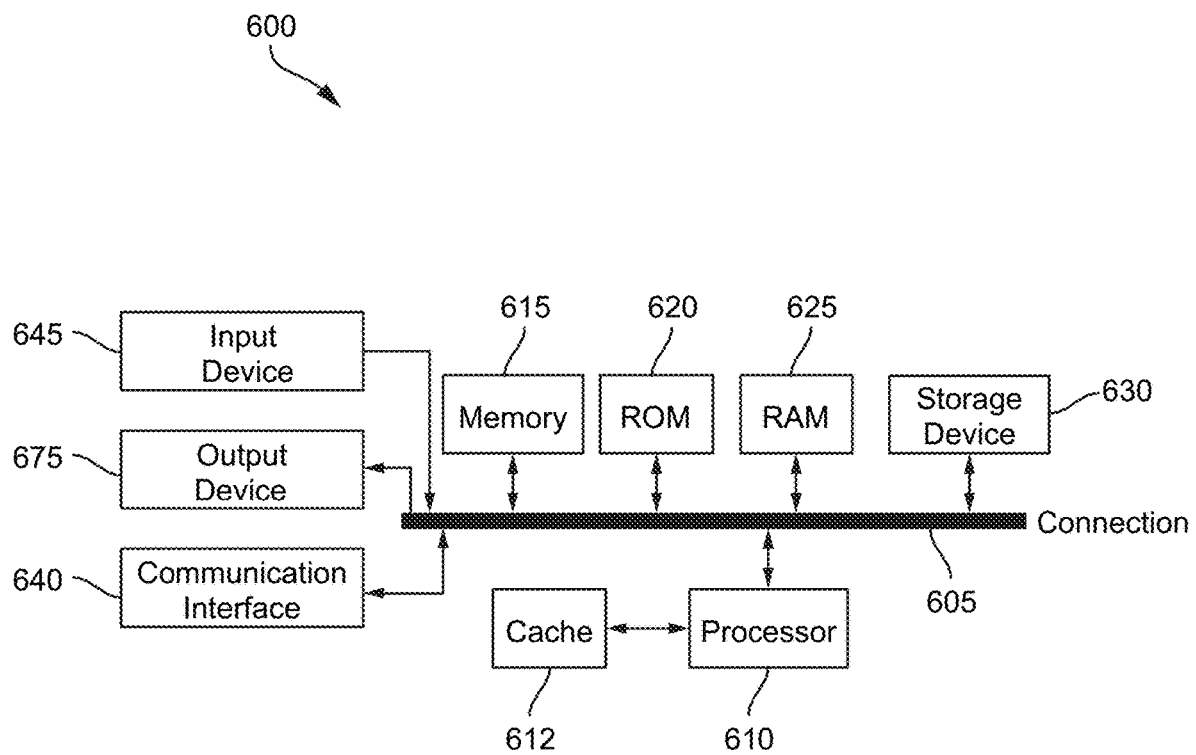 600
615
620
625
645
Input
Device
Memory
ROM
RAM
Storage
Device
630
675
Output
Device
Connection
640
Communication
Interface
605
Cache
Processor
612
610